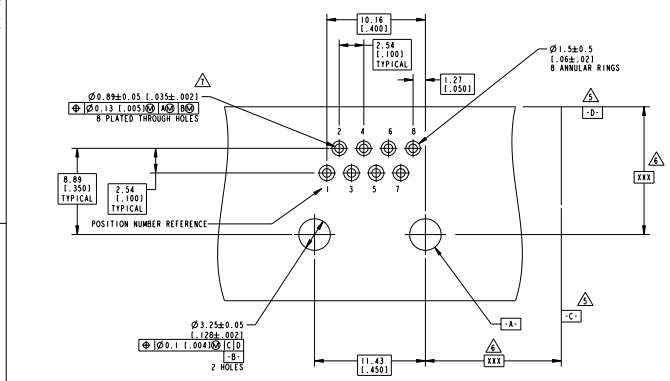 10.16
[.400]
2.54
[.100]
TYPICAL
Ø1.5±0.5
[.06±.02]
8 ANNULAR RINGS
1.27
[.050]
7
Ø0.89±0.05 [.035±.002]
⌖ Ø0.13 [.005]Ⓜ AⓂ BⓂ
8 PLATED THROUGH HOLES
5
-D-
2 4 6 8
6
XXX
8.89
[.350]
TYPICAL
2.54
[.100]
TYPICAL
1 3 5 7
POSITION NUMBER REFERENCE
5
-C-
Ø3.25±0.05
[.128±.002]
⌖ Ø0.1 [.004]Ⓜ C D
-B-
2 HOLES
-A-
6
11.43
[.450]
XXX